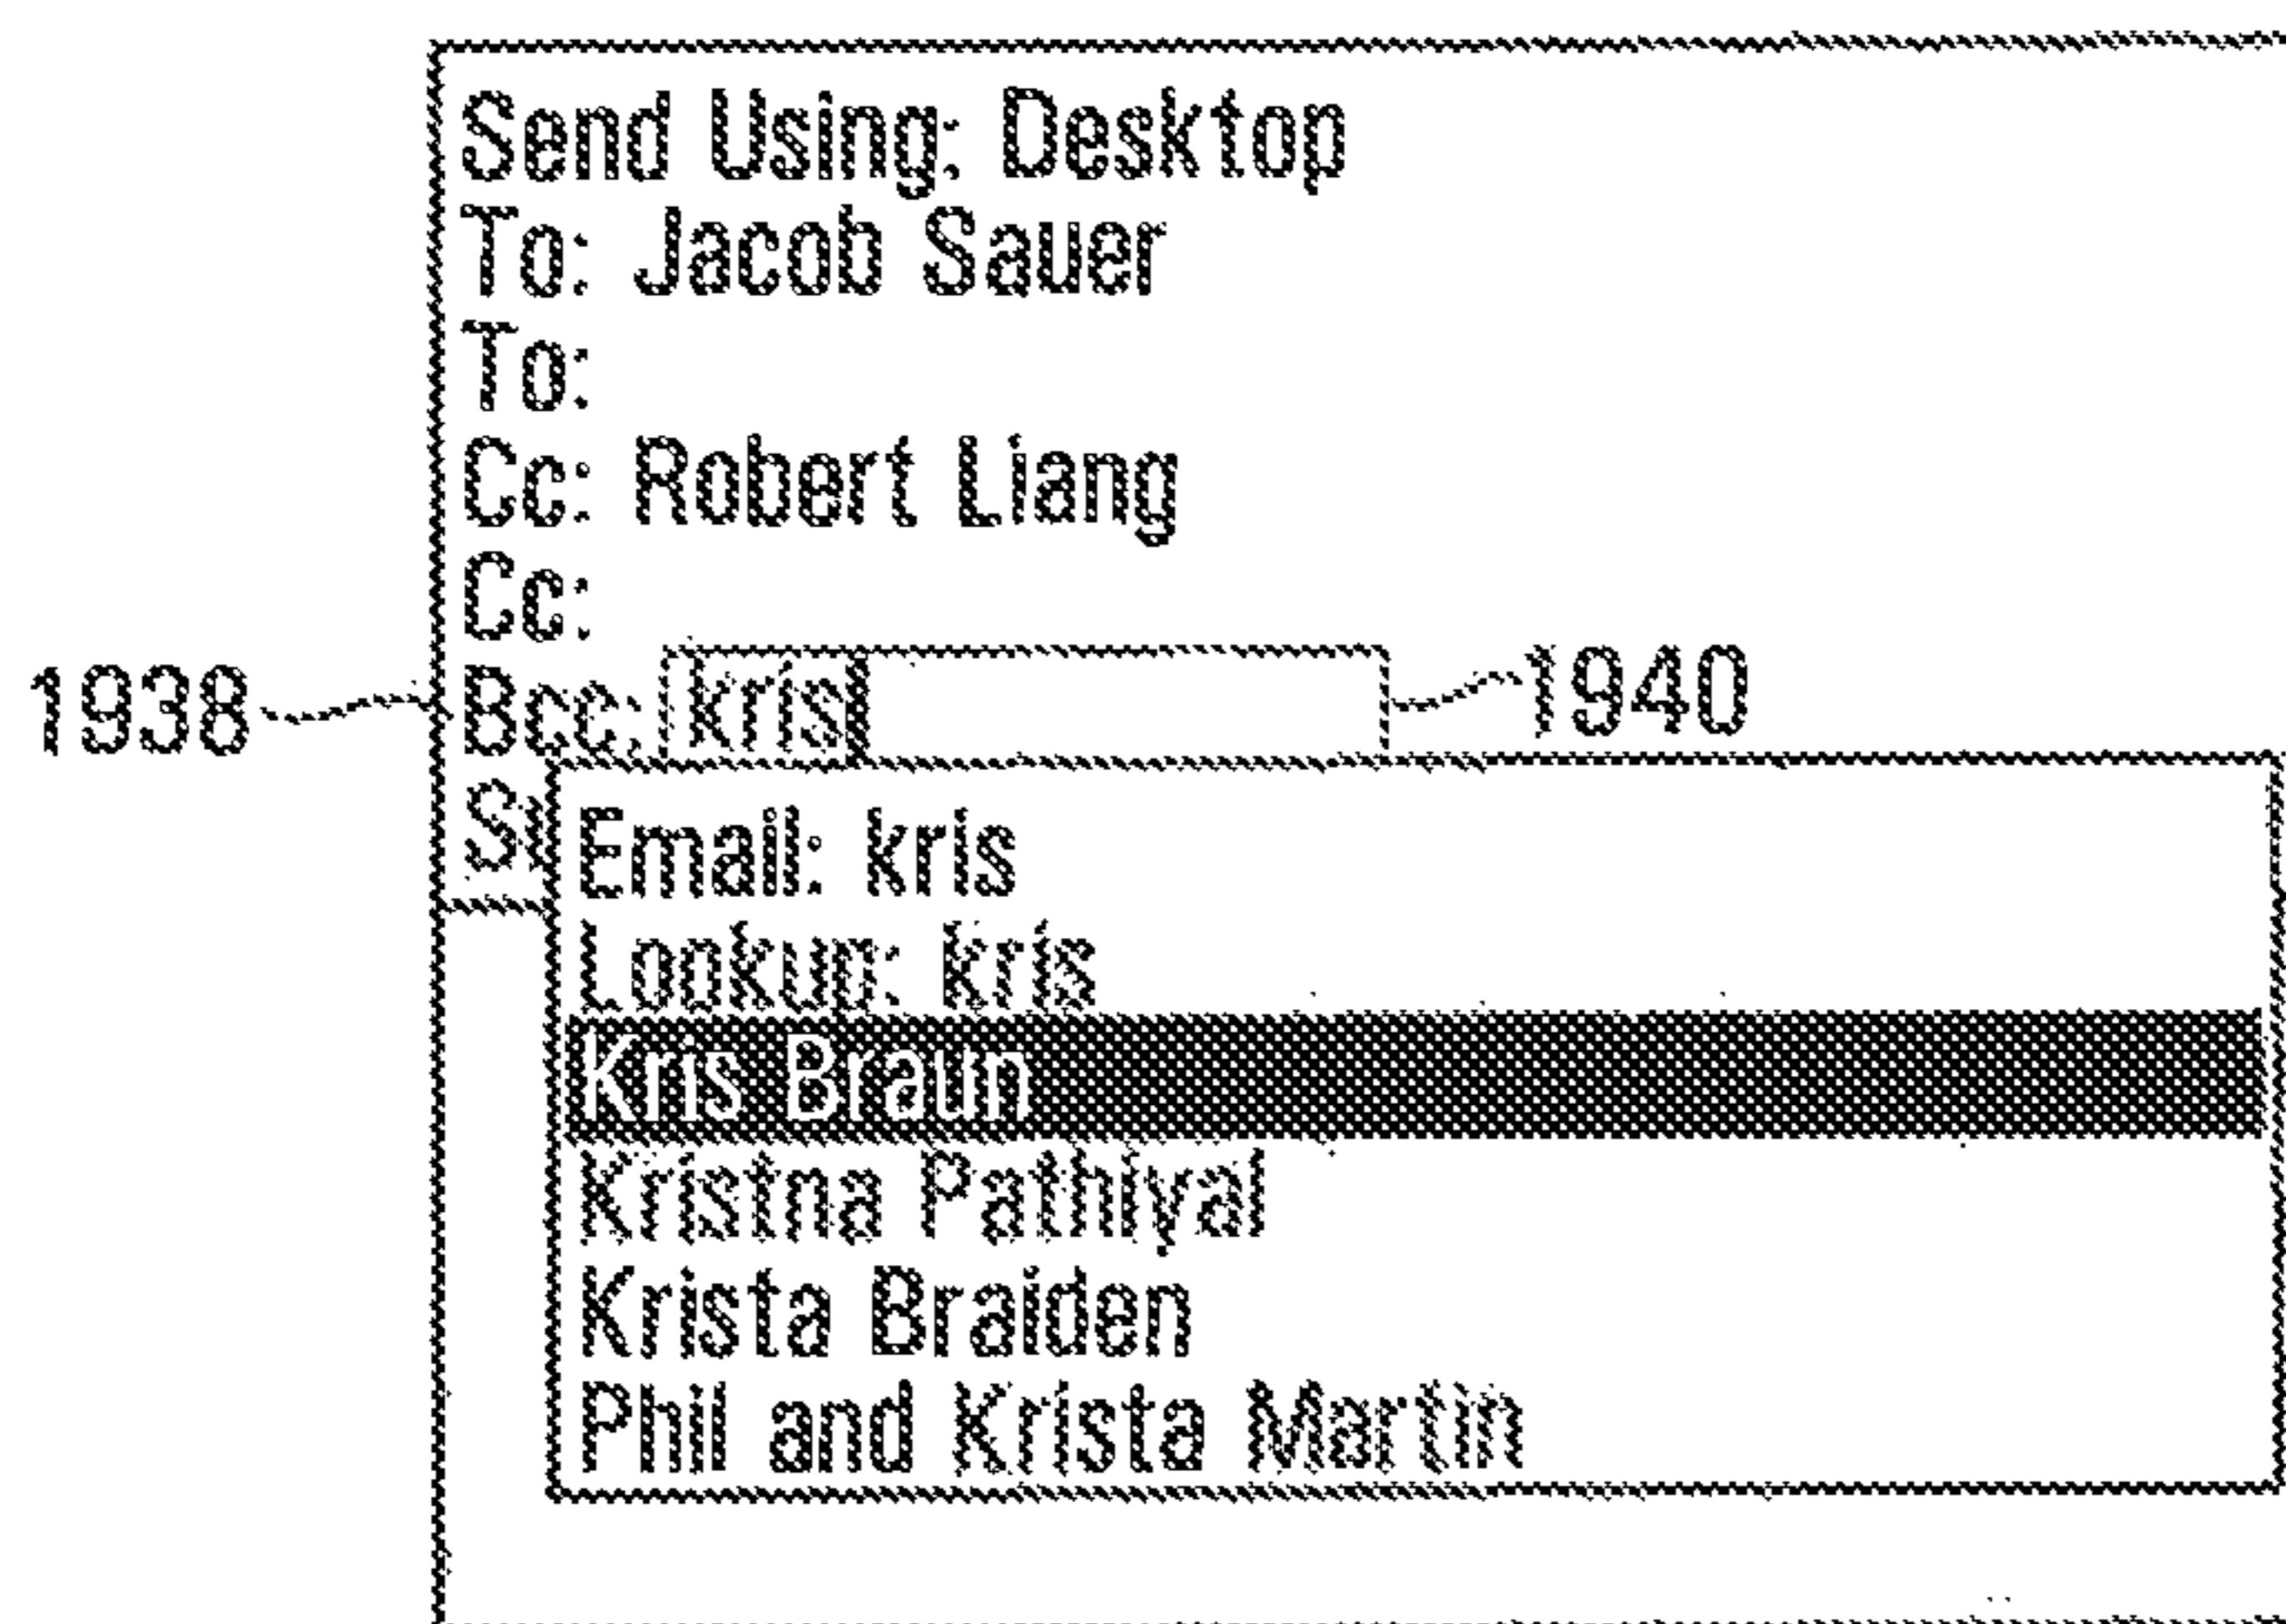 Send Using: Desktop
To: Jacob Sauer
To:
Cc: Robert Liang
Cc:
1938 Bcc: kris 1940
Email: kris
Lookup: kris
Kris Braun
Kristna Pathiyal
Krista Braiden
Phil and Krista Martin